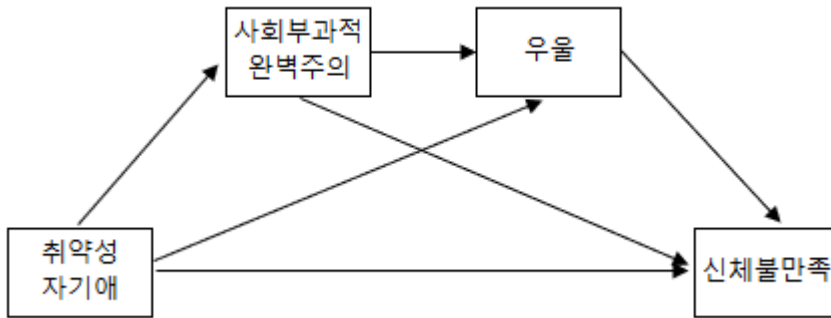 사회부과적
완벽주의
우울
취약성
자기애
신체불만족